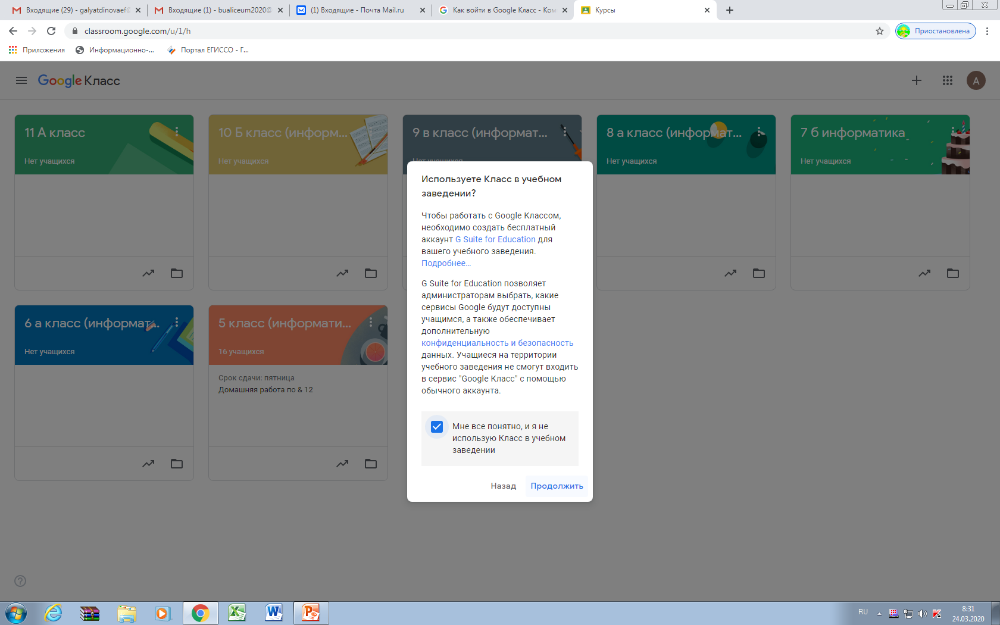 Входящие (29) - galyatdinovaef@
Входящие (1) - bualiceum2020@
(1) Входящие - Почта Mail.ru
Как войти в Google Класс - Ком
Курсы
classroom.google.com/u/1/h
Приостановлена
Приложения
Информационно-...
Портал ЕГИССО - Г...
Google Класс
A
11 А класс
Нет учащихся
10 Б класс (информ...
Нет учащихся
9 в класс (информат...
Нет учащихся
8 а класс (информат...
Нет учащихся
7 б информатика
Нет учащихся
6 а класс (информат...
Нет учащихся
5 класс (информати...
16 учащихся
Срок сдачи: пятница
Домашняя работа по & 12
Используете Класс в учебном
заведении?
Чтобы работать с Google Классом,
необходимо создать бесплатный
аккаунт G Suite for Education для
вашего учебного заведения.
Подробнее…
G Suite for Education позволяет
администраторам выбрать, какие
сервисы Google будут доступны
учащимся, а также обеспечивает
дополнительную
конфиденциальность и безопасность
данных. Учащиеся на территории
учебного заведения не смогут входить
в сервис "Google Класс" с помощью
обычного аккаунта.
Мне все понятно, и я не
использую Класс в учебном
заведении
Назад
Продолжить
RU
8:31
24.03.2020